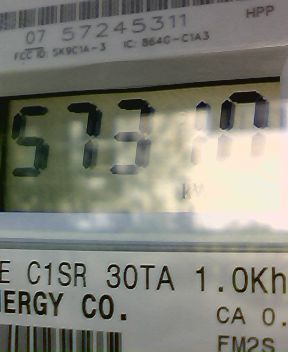 HPP
07 57245311
FCC ID: SK9C1A-3 IC: 864G-C1A3
573
E C1SR 30TA 1.0Kh
NERGY CO.
CA 0.
FM2S